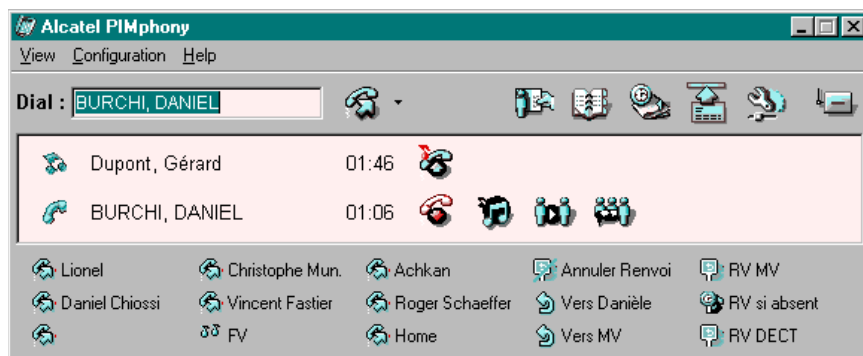 Alcatel PIMphony
View Configuration Help
Dial : BURCHI, DANIEL
Dupont, Gérard 01:46
BURCHI, DANIEL 01:06
Lionel Christophe Mun. Achkan Annuler Renvoi RV MV
Daniel Chiossi Vincent Fastier Roger Schaeffer Vers Danièle RV si absent
FV Home Vers MV RV DECT